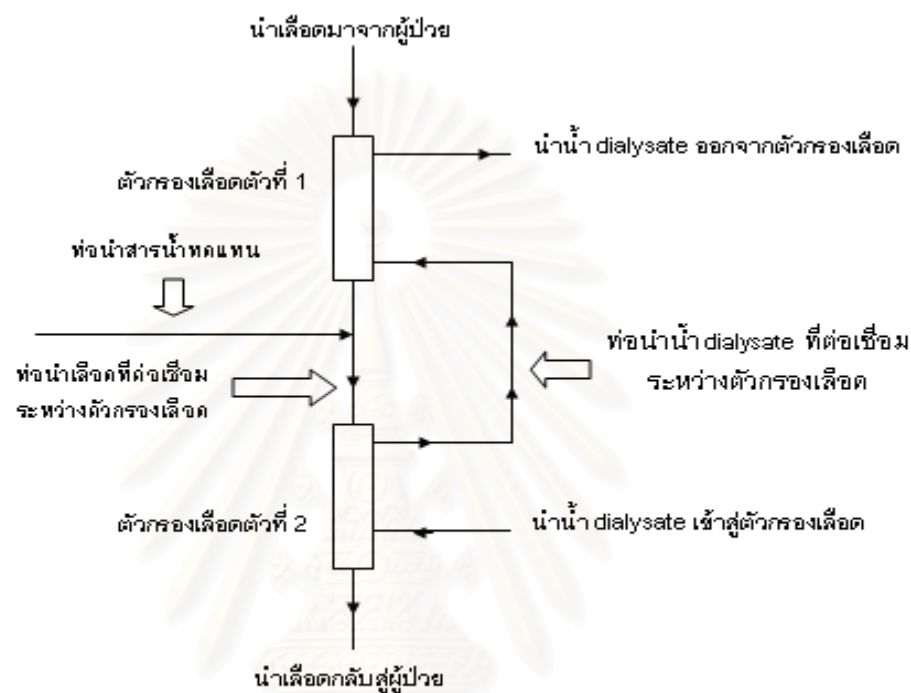 นำเลือดมาจากผู้ป่วย
นำน้ำ dialysate ออกจากตัวกรองเลือด
ตัวกรองเลือดตัวที่ 1
ท่อนำสารน้ำทดแทน
ท่อนำน้ำ dialysate ที่ต่อเชื่อม
ระหว่างตัวกรองเลือด
ท่อนำเลือดที่ต่อเชื่อม
ระหว่างตัวกรองเลือด
ตัวกรองเลือดตัวที่ 2
นำน้ำ dialysate เข้าสู่ตัวกรองเลือด
นำเลือดกลับสู่ผู้ป่วย